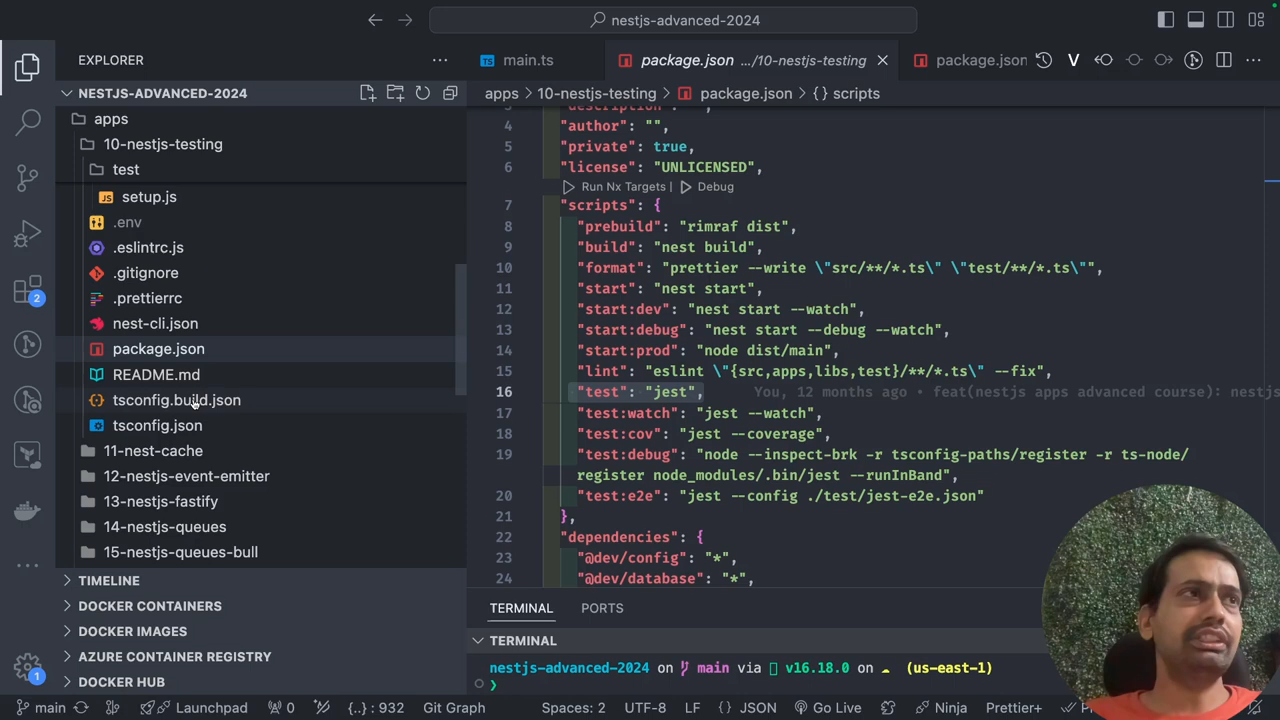 nestjs-advanced-2024
EXPLORER
NESTJS-ADVANCED-2024
apps
10-nestjs-testing
test
setup.js
.env
.eslintrc.js
.gitignore
.prettierrc
nest-cli.json
package.json
README.md
tsconfig.build.json
tsconfig.json
11-nest-cache
12-nestjs-event-emitter
13-nestjs-fastify
14-nestjs-queues
15-nestjs-queues-bull
TIMELINE
DOCKER CONTAINERS
DOCKER IMAGES
AZURE CONTAINER REGISTRY
DOCKER HUB
2
1
main.ts
package.json .../10-nestjs-testing
package.json
apps > 10-nestjs-testing > package.json > {} scripts
4 "author": "",
5 "private": true,
6 "license": "UNLICENSED",
Run Nx Targets | Debug
7 "scripts": {
8 "prebuild": "rimraf dist",
9 "build": "nest build",
10 "format": "prettier --write \"src/**/*.ts\" \"test/**/*.ts\"",
11 "start": "nest start",
12 "start:dev": "nest start --watch",
13 "start:debug": "nest start --debug --watch",
14 "start:prod": "node dist/main",
15 "lint": "eslint \"{src,apps,libs,test}/**/*.ts\" --fix",
16 "test": "jest", You, 12 months ago • feat(nestjs apps advanced course): nestjs
17 "test:watch": "jest --watch",
18 "test:cov": "jest --coverage",
19 "test:debug": "node --inspect-brk -r tsconfig-paths/register -r ts-node/
register node_modules/.bin/jest --runInBand",
20 "test:e2e": "jest --config ./test/jest-e2e.json"
21 },
22 "dependencies": {
23 "@dev/config": "*",
24 "@dev/database": "*",
TERMINAL PORTS
TERMINAL
nestjs-advanced-2024 on main via v16.18.0 on (us-east-1)
❯
main Launchpad 0 {..} : 932 Git Graph Spaces: 2 UTF-8 LF {} JSON Go Live Ninja Prettier+